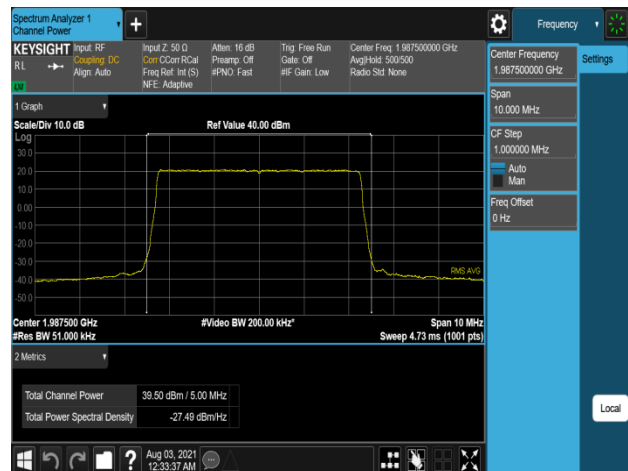 Spectrum Analyzer 1
Channel Power
Frequency
KEYSIGHT
RL
LXI
Input: RF
Coupling: DC
Align: Auto
Input Z: 50 Ω
Corr CCorr RCal
Freq Ref: Int (S)
NFE: Adaptive
Atten: 16 dB
Preamp: Off
#PNO: Fast
Trig: Free Run
Gate: Off
#IF Gain: Low
Center Freq: 1.987500000 GHz
Avg|Hold: 500/500
Radio Std: None
1 Graph
Scale/Div 10.0 dB
Ref Value 40.00 dBm
Log
30.0
20.0
10.0
0.00
-10.0
-20.0
-30.0
-40.0
-50.0
RMS AVG
Center 1.987500 GHz
#Video BW 200.00 kHz*
Span 10 MHz
#Res BW 51.000 kHz
Sweep 4.73 ms (1001 pts)
2 Metrics
Total Channel Power 39.50 dBm / 5.00 MHz
Total Power Spectral Density -27.49 dBm/Hz
?
Aug 03, 2021
12:33:37 AM
Center Frequency
1.987500000 GHz
Span
10.000 MHz
CF Step
1.000000 MHz
Auto
Man
Freq Offset
0 Hz
Settings
Local